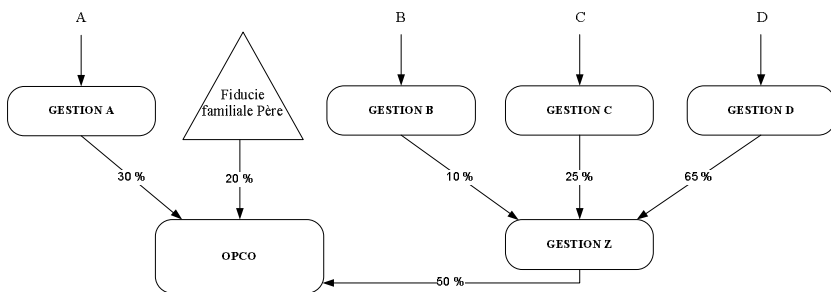 A
B
C
D
GESTION A
Fiducie
familiale Père
GESTION B
GESTION C
GESTION D
30 %
20 %
10 %
25 %
65 %
OPCO
GESTION Z
50 %